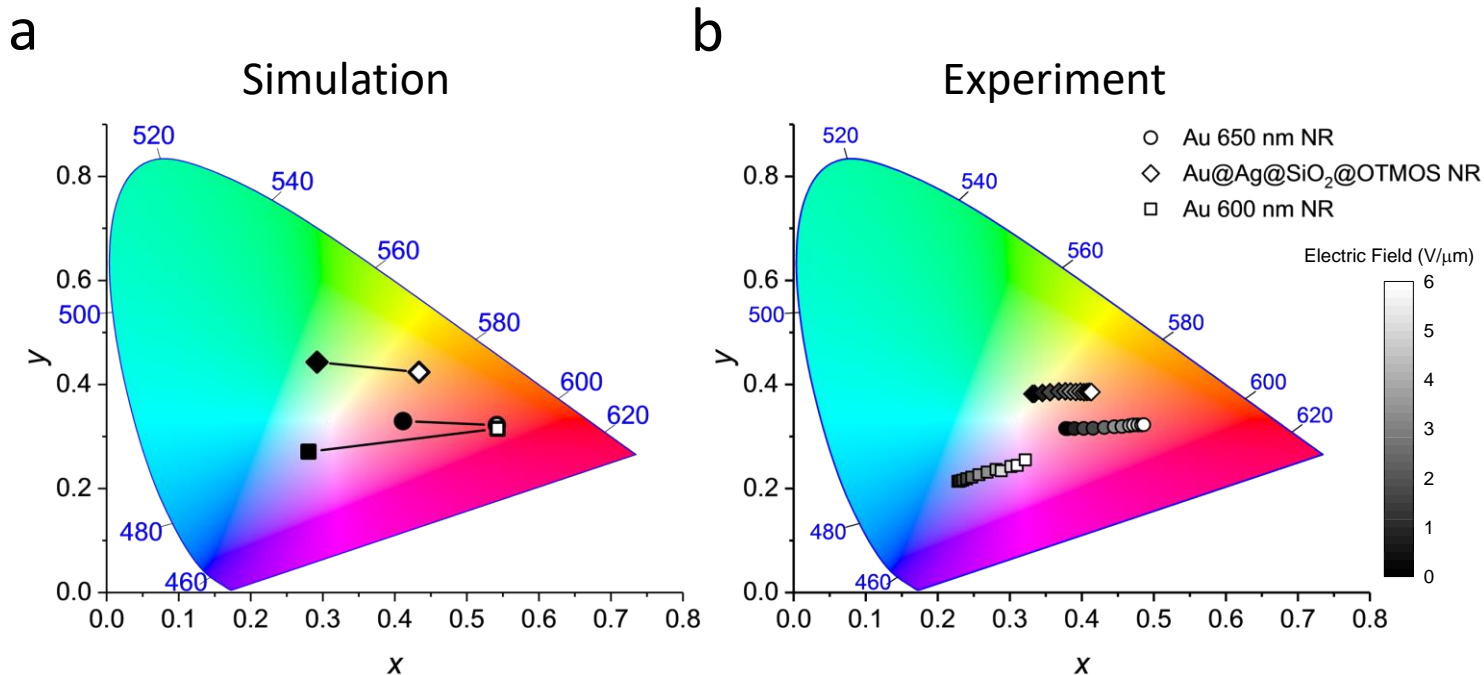 a
Simulation
520
540
560
500
580
600
620
480
460
0.8
0.6
0.4
0.2
0.0
y
0.0 0.1 0.2 0.3 0.4 0.5 0.6 0.7 0.8
x
b
Experiment
Au 650 nm NR
Au@Ag@SiO₂@OTMOS NR
Au 600 nm NR
Electric Field (V/μm)
6
5
4
3
2
1
0
520
540
560
500
580
600
620
480
460
0.8
0.6
0.4
0.2
0.0
y
0.0 0.1 0.2 0.3 0.4 0.5 0.6 0.7 0.8
x